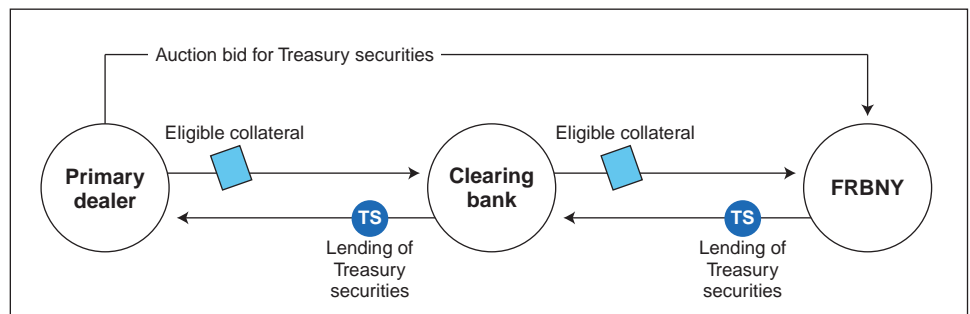 Auction bid for Treasury securities
Eligible collateral
Eligible collateral
Primary
dealer
Clearing
bank
FRBNY
TS
TS
Lending of
Treasury
securities
Lending of
Treasury
securities